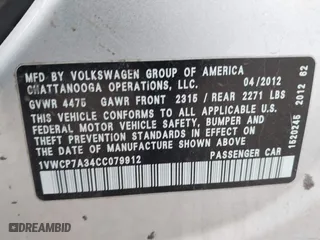 MFD. BY VOLKSWAGEN GROUP OF AMERICA
CHATTANOOGA OPERATIONS, LLC. 04/2012
GVWR 4475 GAWR FRONT 2315 / REAR 2271 LBS
THIS VEHICLE CONFORMS TO ALL APPLICABLE U.S.
FEDERAL MOTOR VEHICLE SAFETY, BUMPER AND
THEFT PREVENTION STANDARDS IN EFFECT ON
THE DATE OF MANUFACTURE SHOWN ABOVE.
1VWCP7A34CC079912 PASSENGER CAR
1520245 2012 62